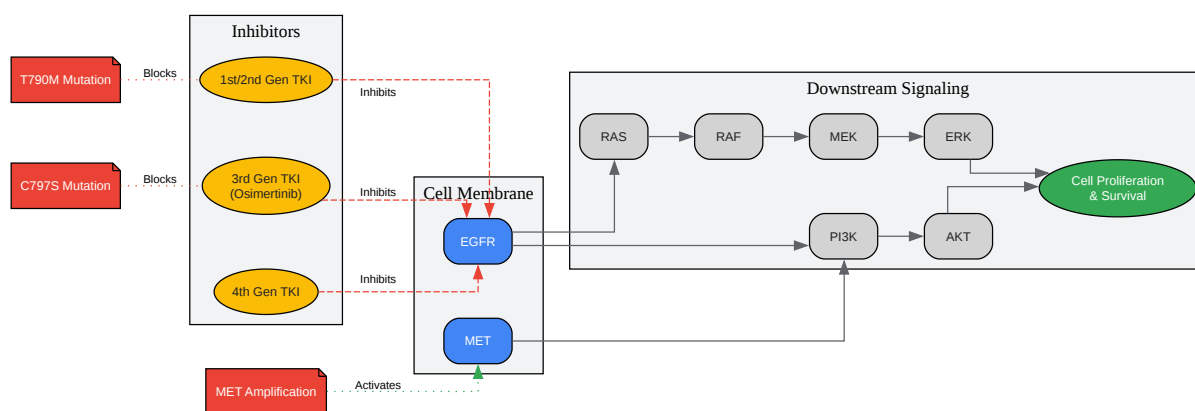 Inhibitors
T790M Mutation
Blocks
1st/2nd Gen TKI
Inhibits
Downstream Signaling
RAS
RAF
MEK
ERK
C797S Mutation
Blocks
3rd Gen TKI
(Osimertinib)
Inhibits
Cell Membrane
Cell Proliferation
& Survival
EGFR
PI3K
AKT
4th Gen TKI
Inhibits
MET
MET Amplification
Activates